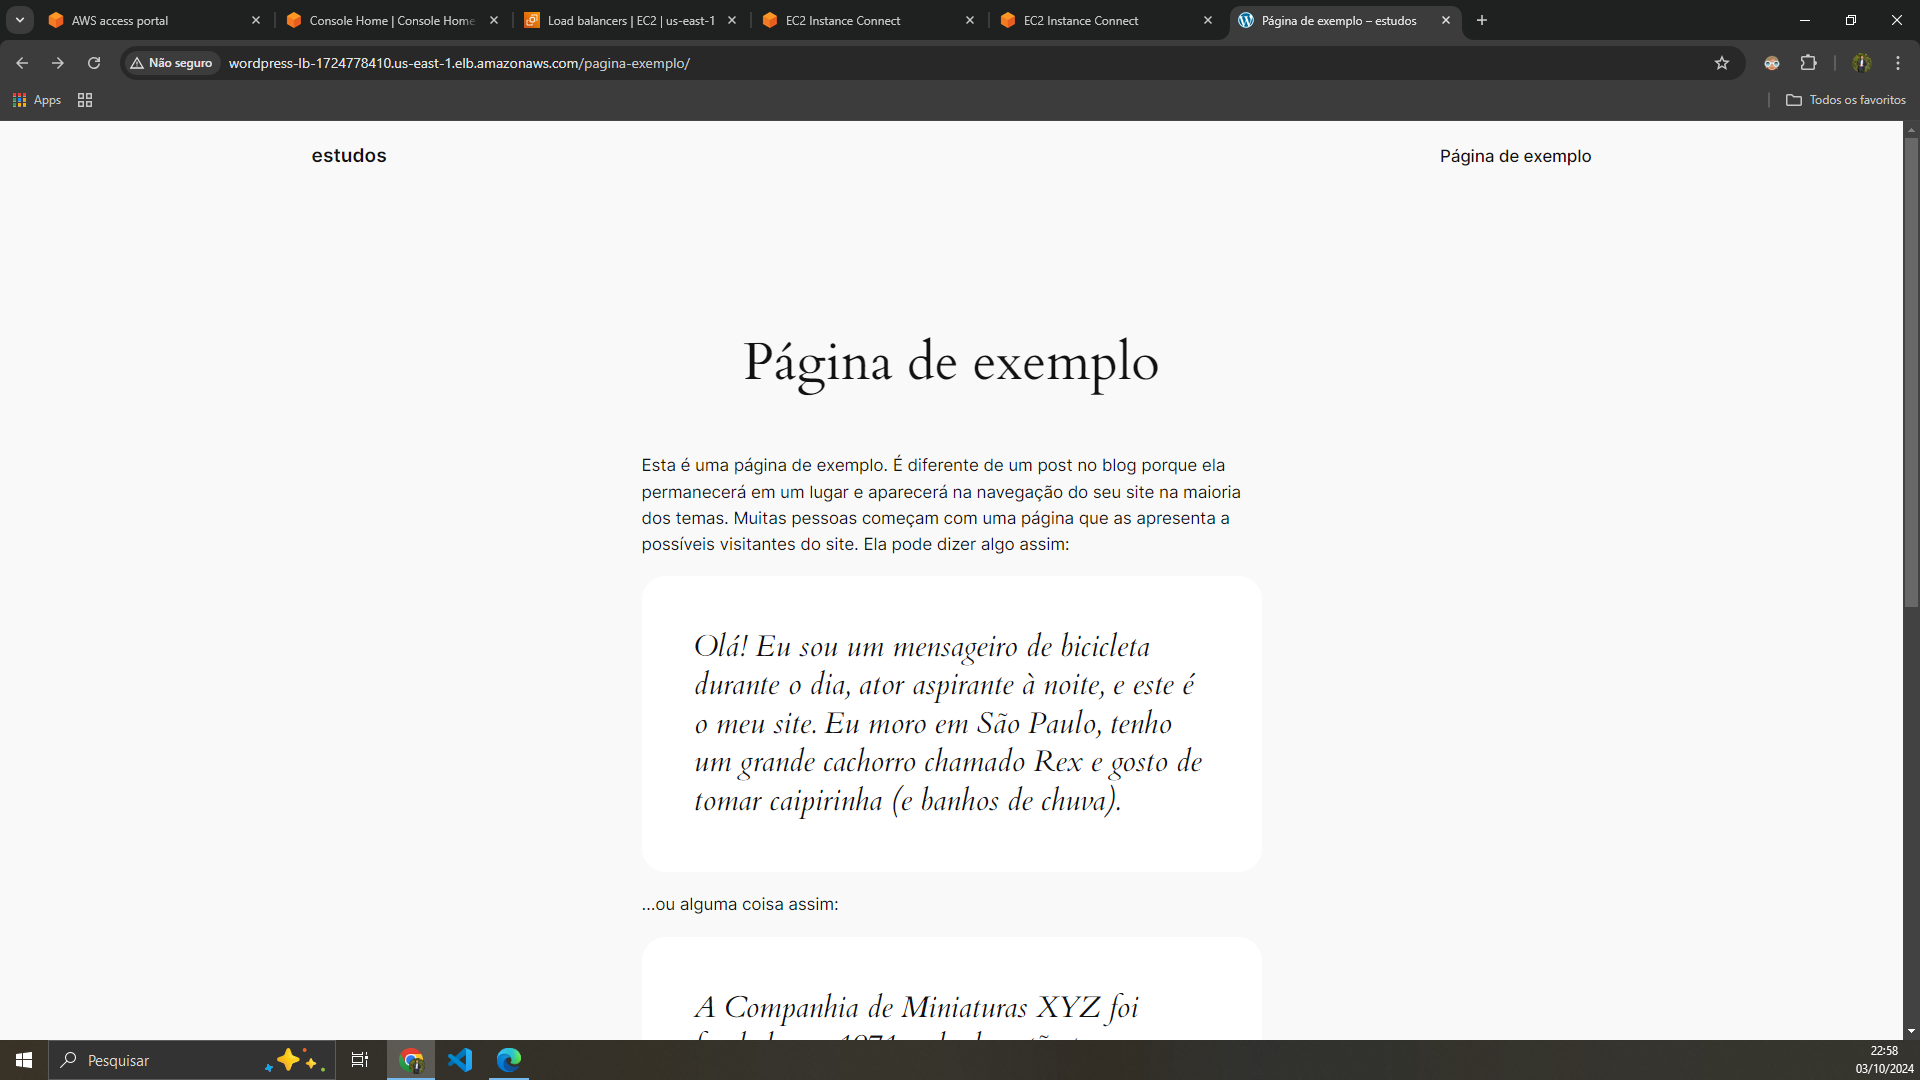 AWS access portal
Console Home | Console Home
Load balancers | EC2 | us-east-1
EC2 Instance Connect
EC2 Instance Connect
Página de exemplo – estudos
Não seguro
wordpress-lb-1724778410.us-east-1.elb.amazonaws.com/pagina-exemplo/
Apps
Todos os favoritos
estudos
Página de exemplo
Página de exemplo
Esta é uma página de exemplo. É diferente de um post no blog porque ela
permanecerá em um lugar e aparecerá na navegação do seu site na maioria
dos temas. Muitas pessoas começam com uma página que as apresenta a
possíveis visitantes do site. Ela pode dizer algo assim:
Olá! Eu sou um mensageiro de bicicleta
durante o dia, ator aspirante à noite, e este é
o meu site. Eu moro em São Paulo, tenho
um grande cachorro chamado Rex e gosto de
tomar caipirinha (e banhos de chuva).
…ou alguma coisa assim:
A Companhia de Miniaturas XYZ foi
Pesquisar
22:58
03/10/2024